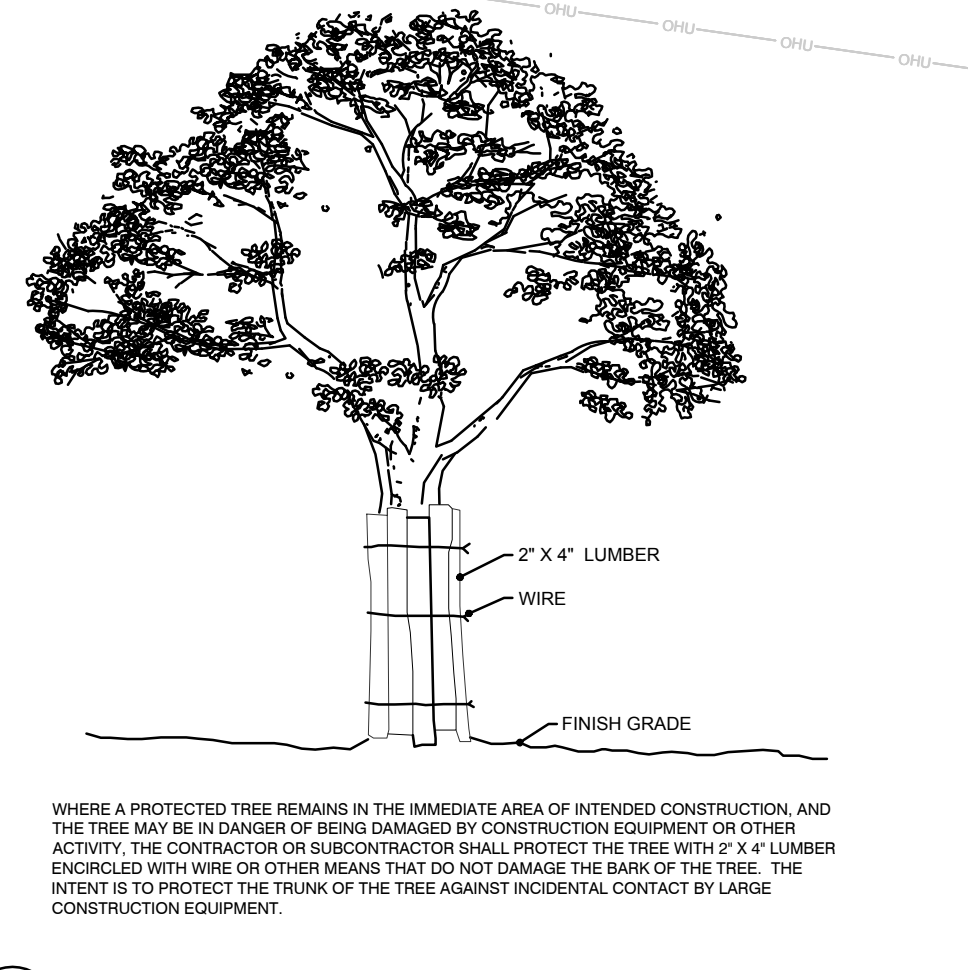 OHU OHU OHU OHU
2" X 4" LUMBER
WIRE
FINISH GRADE
WHERE A PROTECTED TREE REMAINS IN THE IMMEDIATE AREA OF INTENDED CONSTRUCTION, AND
THE TREE MAY BE IN DANGER OF BEING DAMAGED BY CONSTRUCTION EQUIPMENT OR OTHER
ACTIVITY, THE CONTRACTOR OR SUBCONTRACTOR SHALL PROTECT THE TREE WITH 2" X 4" LUMBER
ENCIRCLED WITH WIRE OR OTHER MEANS THAT DO NOT DAMAGE THE BARK OF THE TREE. THE
INTENT IS TO PROTECT THE TRUNK OF THE TREE AGAINST INCIDENTAL CONTACT BY LARGE
CONSTRUCTION EQUIPMENT.